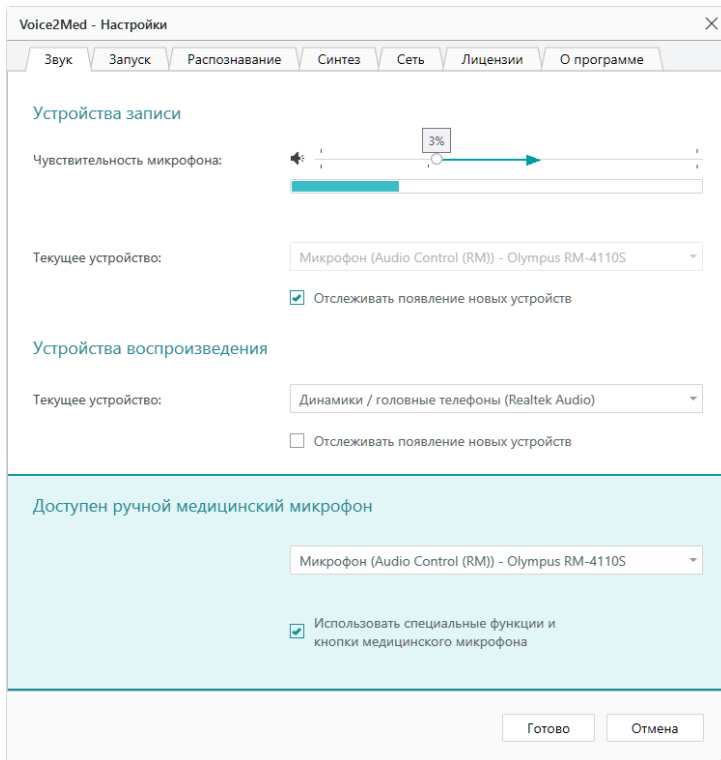 Voice2Med - Настройки
Звук
Запуск
Распознавание
Синтез
Сеть
Лицензии
О программе
Устройства записи
3%
Чувствительность микрофона:
Текущее устройство:
Микрофон (Audio Control (RM)) - Olympus RM-4110S
Отслеживать появление новых устройств
Устройства воспроизведения
Текущее устройство:
Динамики / головные телефоны (Realtek Audio)
Отслеживать появление новых устройств
Доступен ручной медицинский микрофон
Микрофон (Audio Control (RM)) - Olympus RM-4110S
Использовать специальные функции и
кнопки медицинского микрофона
Готово
Отмена